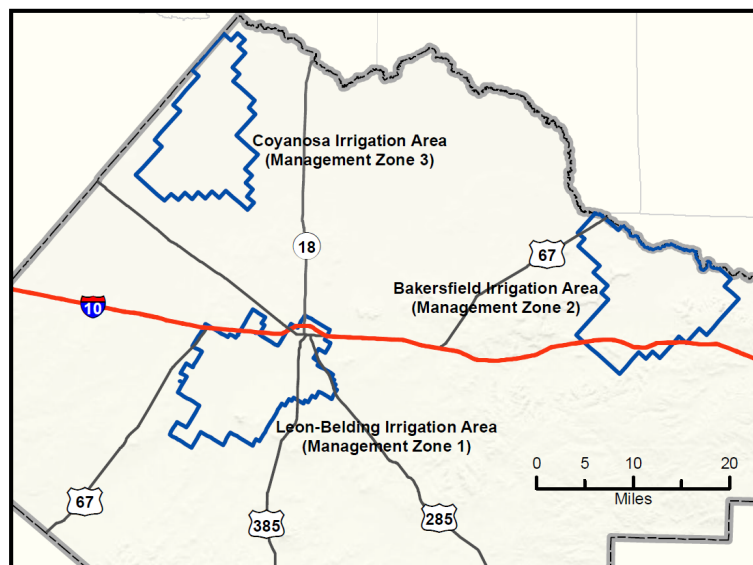 Coyanosa Irrigation Area
(Management Zone 3)
18
67
Bakersfield Irrigation Area
(Management Zone 2)
10
Leon-Belding Irrigation Area
(Management Zone 1)
0 5 10 20
Miles
67
385
285